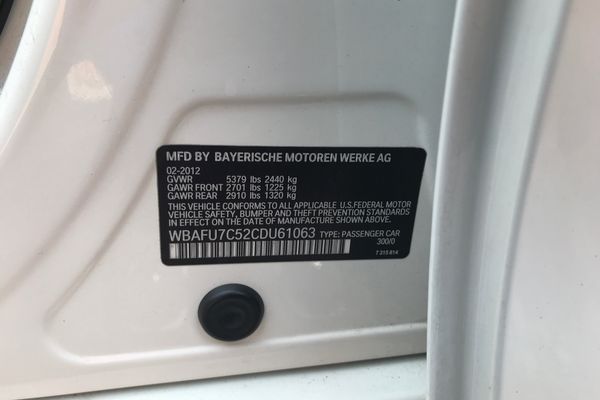 MFD BY BAYERISCHE MOTOREN WERKE AG
02-2012
GVWR 5379 lbs 2440 kg
GAWR FRONT 2701 lbs 1225 kg
GAWR REAR 2910 lbs 1320 kg
THIS VEHICLE CONFORMS TO ALL APPLICABLE U.S.FEDERAL MOTOR
VEHICLE SAFETY, BUMPER AND THEFT PREVENTION STANDARDS
IN EFFECT ON THE DATE OF MANUFACTURE SHOWN ABOVE.
WBAFU7C52CDU61063 TYPE: PASSENGER CAR
300/0
7 315 814